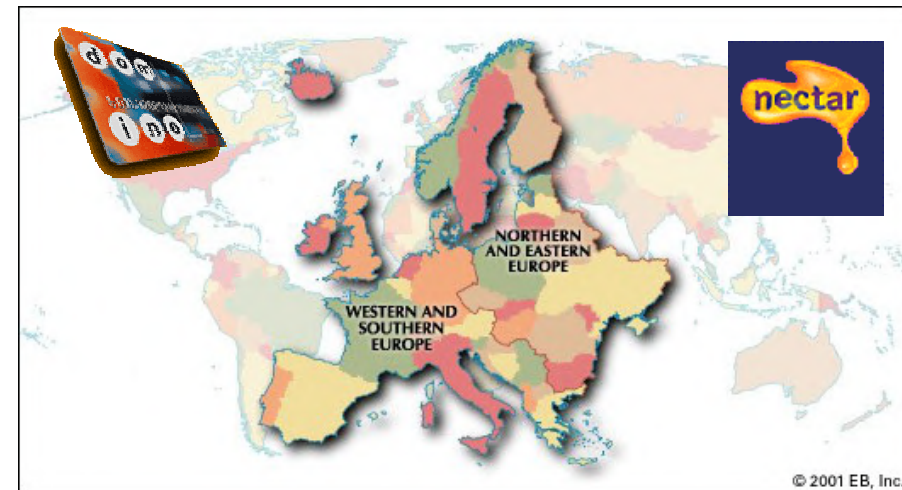 dom
ino
nectar
NORTHERN
AND EASTERN
EUROPE
WESTERN AND
SOUTHERN
EUROPE
© 2001 EB, Inc.